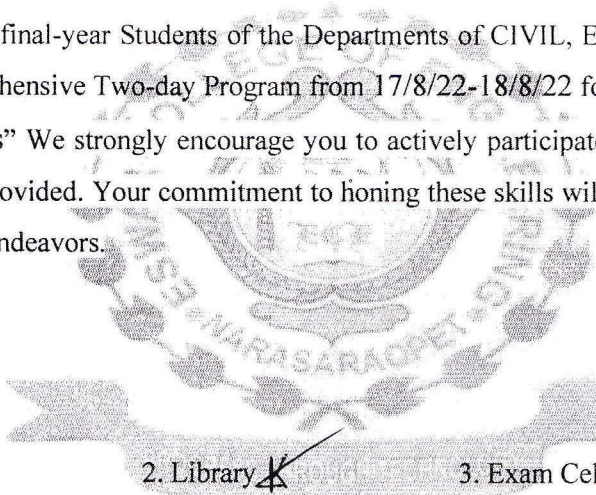 final-year Students of the Departments of CIVIL, E
hensive Two-day Program from 17/8/22-18/8/22 fo
s” We strongly encourage you to actively participate
rovided. Your commitment to honing these skills wil
ndeavors.
NARASARAOPET
2. Library 3. Exam Cel